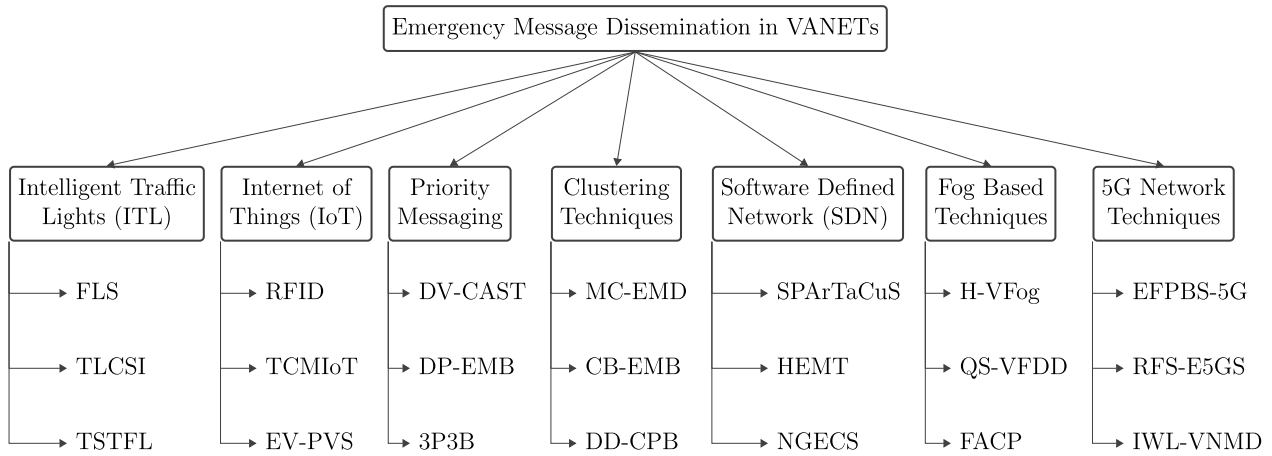 Emergency Message Dissemination in VANETs
Intelligent Traffic
Lights (ITL)
Internet of
Things (IoT)
Priority
Messaging
Clustering
Techniques
Software Defined
Network (SDN)
Fog Based
Techniques
5G Network
Techniques
FLS
RFID
DV-CAST
MC-EMD
SPArTaCuS
H-VFog
EFPBS-5G
TLCSI
TCMIoT
DP-EMB
CB-EMB
HEMT
QS-VFDD
RFS-E5GS
TSTFL
EV-PVS
3P3B
DD-CPB
NGECS
FACP
IWL-VNMD